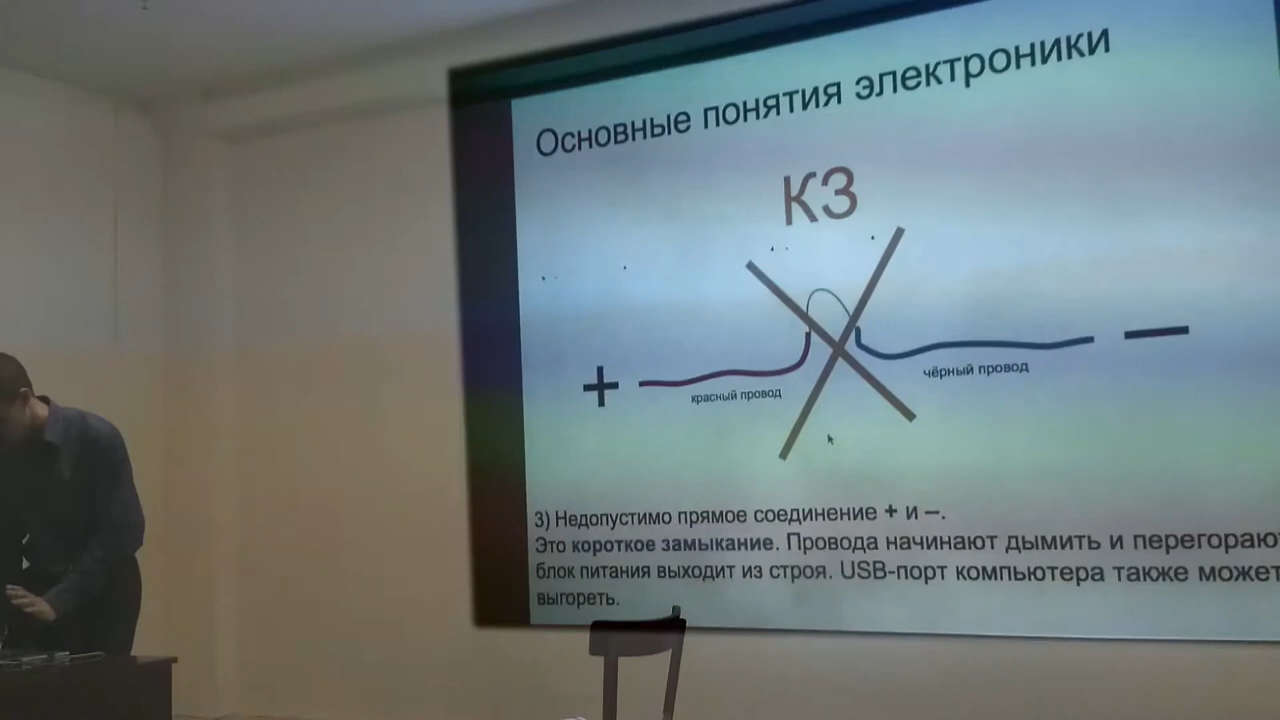 Основные понятия электроники
КЗ
+
—
красный провод
чёрный провод
3) Недопустимо прямое соединение + и –.
Это короткое замыкание. Провода начинают дымить и перегораю
блок питания выходит из строя. USB-порт компьютера также может
выгореть.